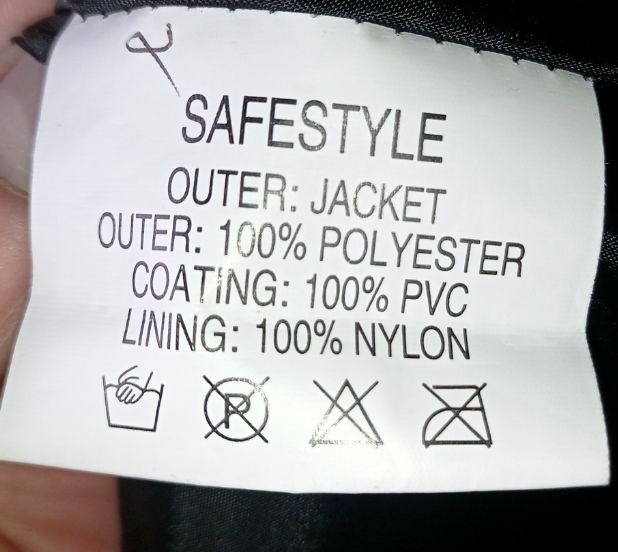 SAFESTYLE
OUTER: JACKET
OUTER: 100% POLYESTER
COATING: 100% PVC
LINING: 100% NYLON
P